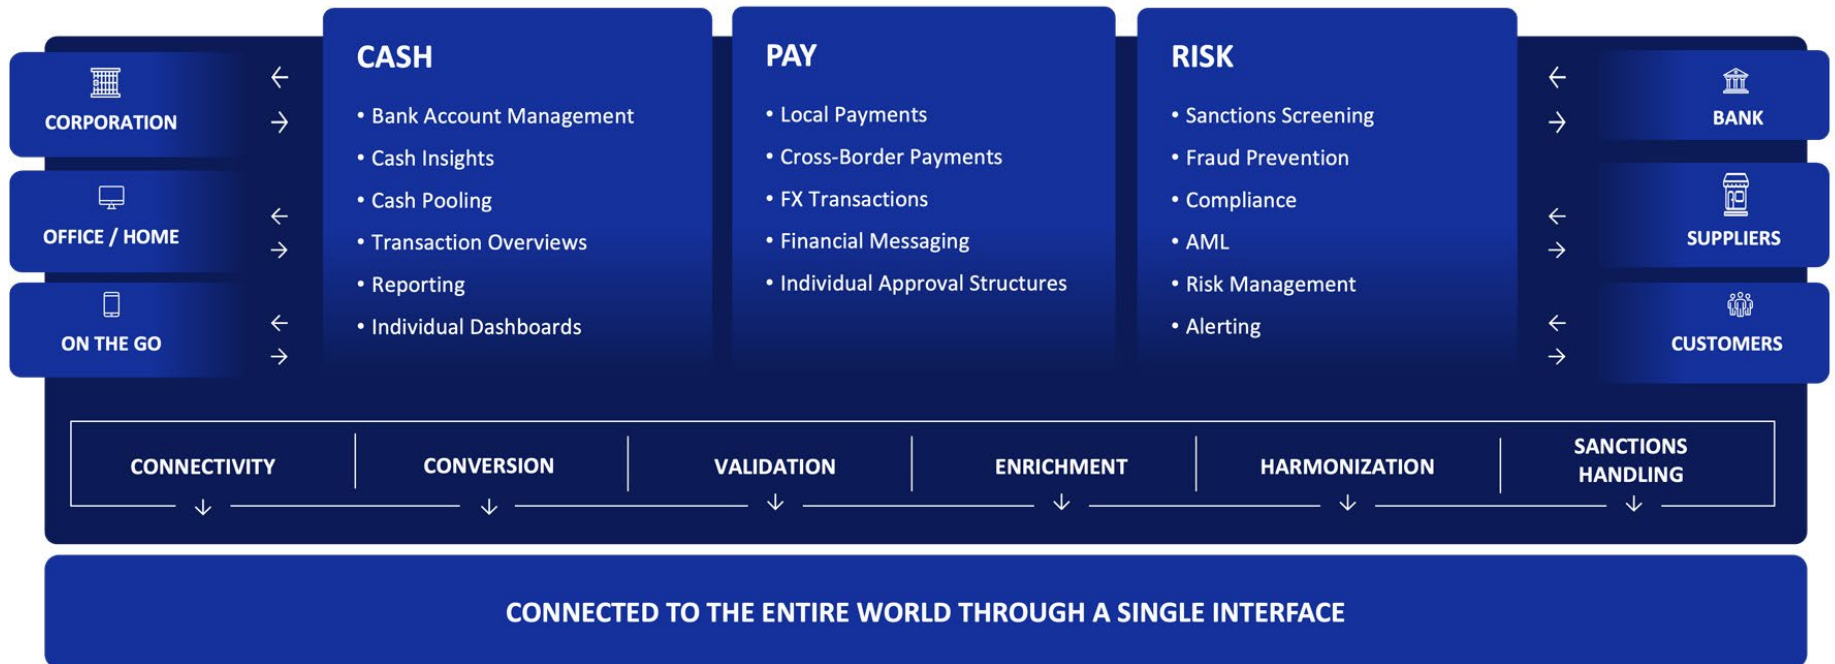 CORPORATION
OFFICE / HOME
ON THE GO
CASH
• Bank Account Management
• Cash Insights
• Cash Pooling
• Transaction Overviews
• Reporting
• Individual Dashboards
PAY
• Local Payments
• Cross-Border Payments
• FX Transactions
• Financial Messaging
• Individual Approval Structures
RISK
• Sanctions Screening
• Fraud Prevention
• Compliance
• AML
• Risk Management
• Alerting
BANK
SUPPLIERS
CUSTOMERS
CONNECTIVITY
CONVERSION
VALIDATION
ENRICHMENT
HARMONIZATION
SANCTIONS
HANDLING
CONNECTED TO THE ENTIRE WORLD THROUGH A SINGLE INTERFACE